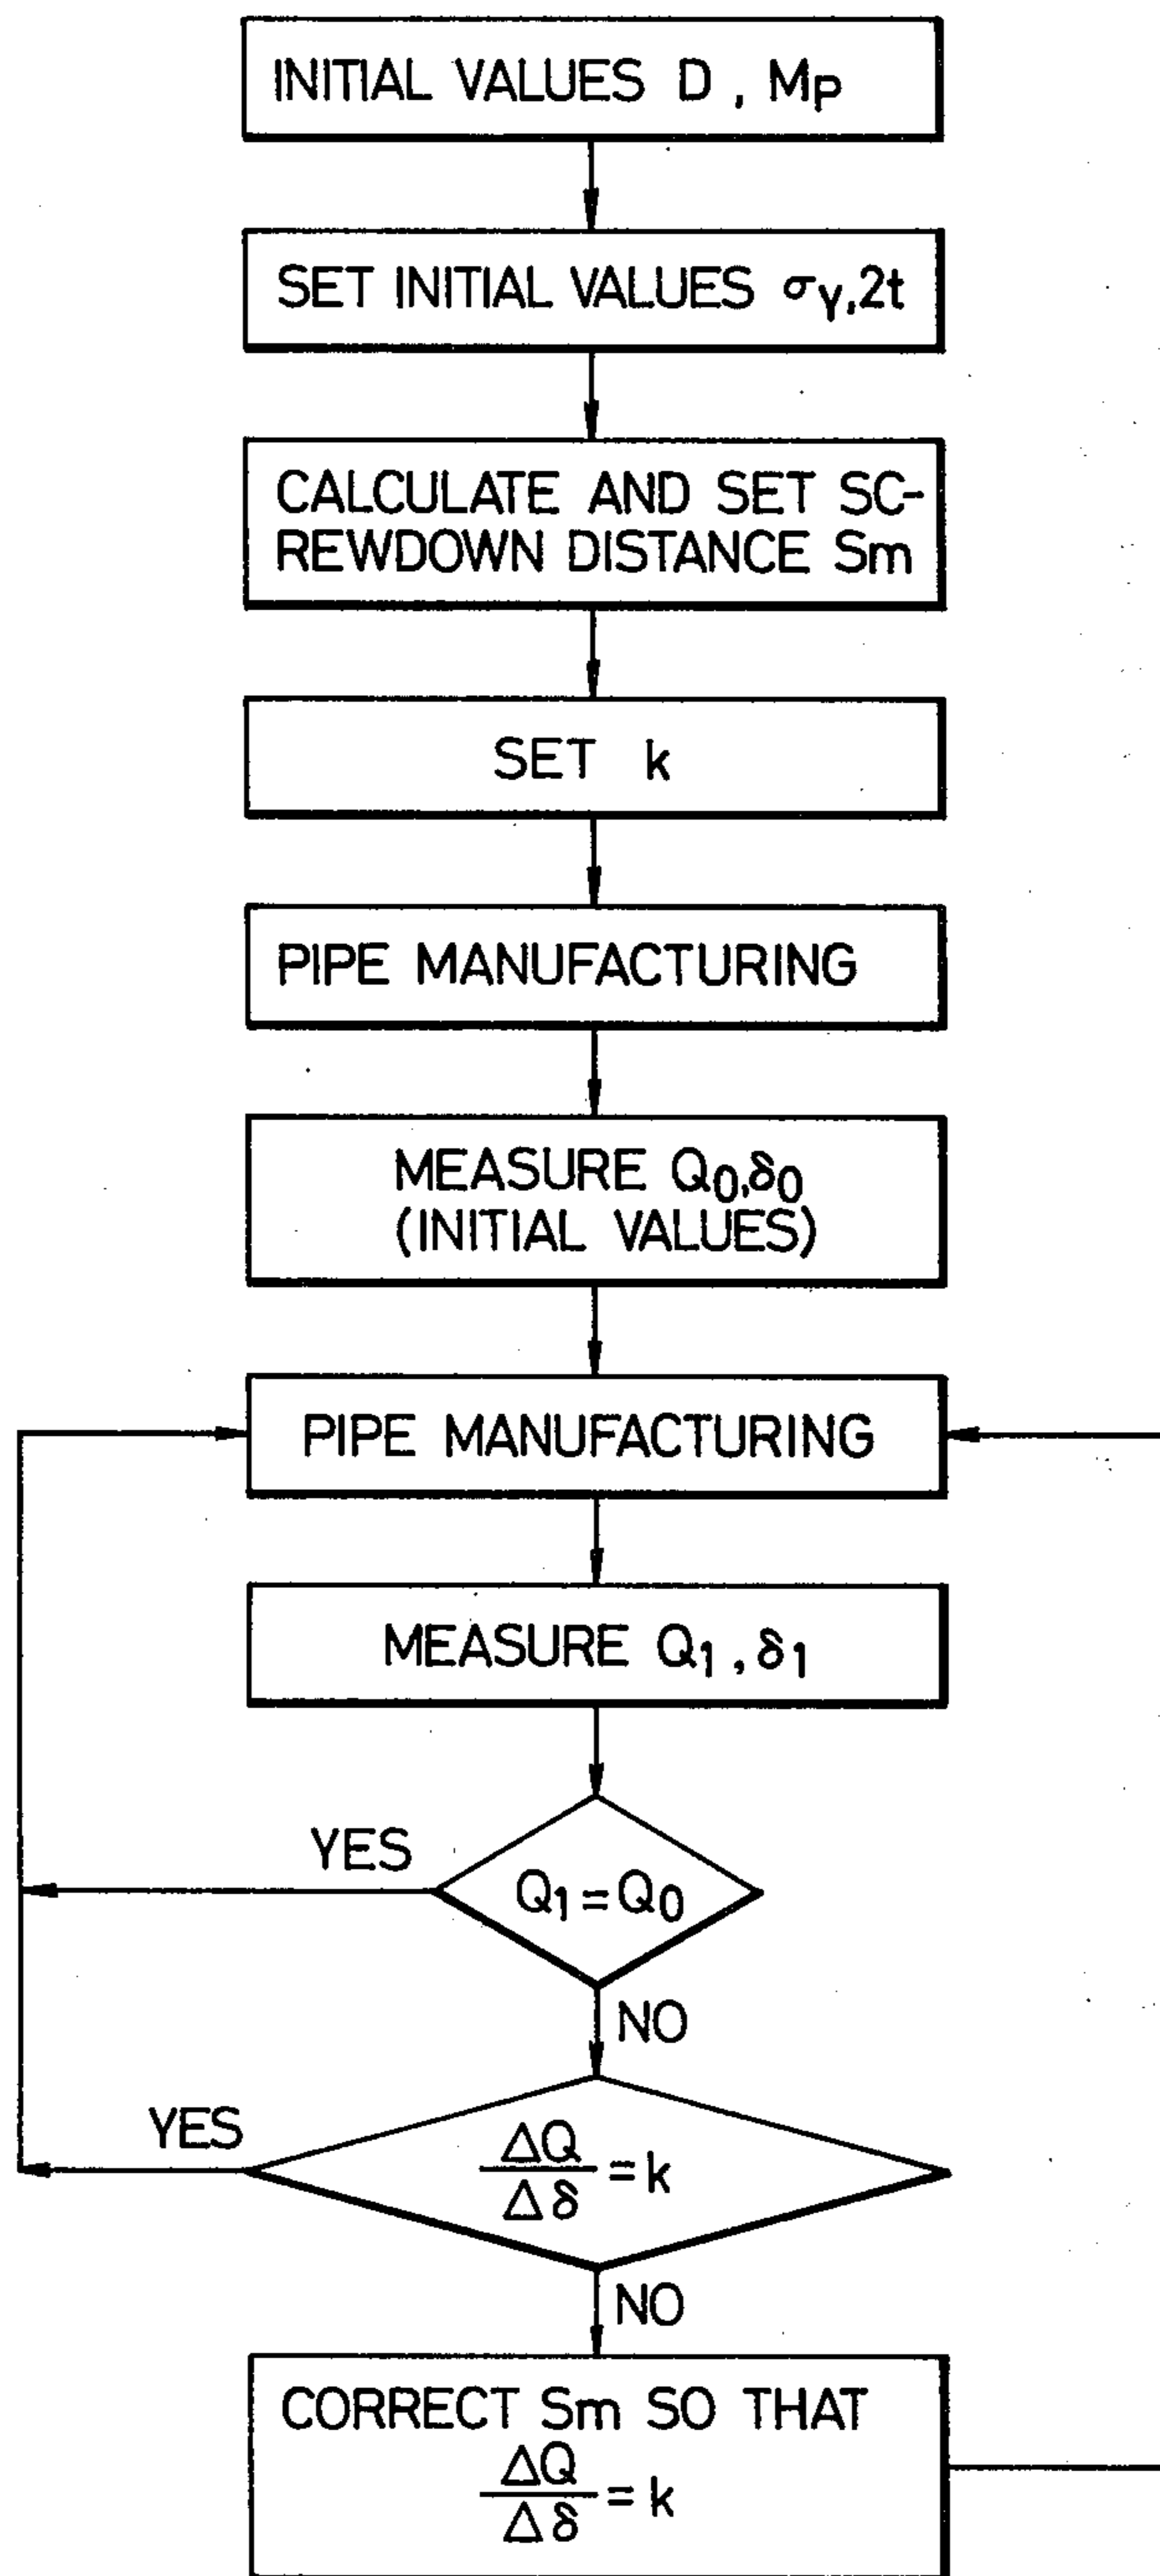 INITIAL VALUES D , MP
SET INITIAL VALUES σY,2t
CALCULATE AND SET SC-
REWDOWN DISTANCE Sm
SET k
PIPE MANUFACTURING
MEASURE Q0,δ0
(INITIAL VALUES)
PIPE MANUFACTURING
MEASURE Q1 , δ1
YES
Q1 = Q0
NO
YES
ΔQ
Δδ = k
NO
CORRECT Sm SO THAT
ΔQ
Δδ = k